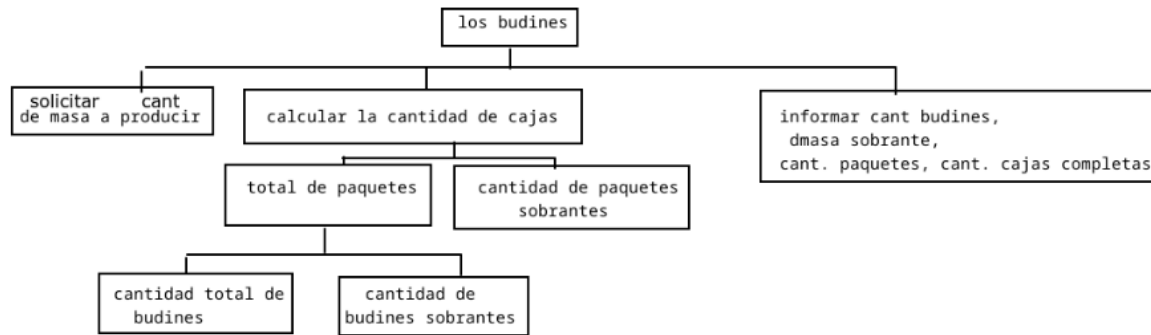 los budines
solicitar cant
de masa a producir
calcular la cantidad de cajas
informar cant budines,
dmasa sobrante,
cant. paquetes, cant. cajas completas
total de paquetes
cantidad de paquetes
sobrantes
cantidad total de
budines
cantidad de
budines sobrantes